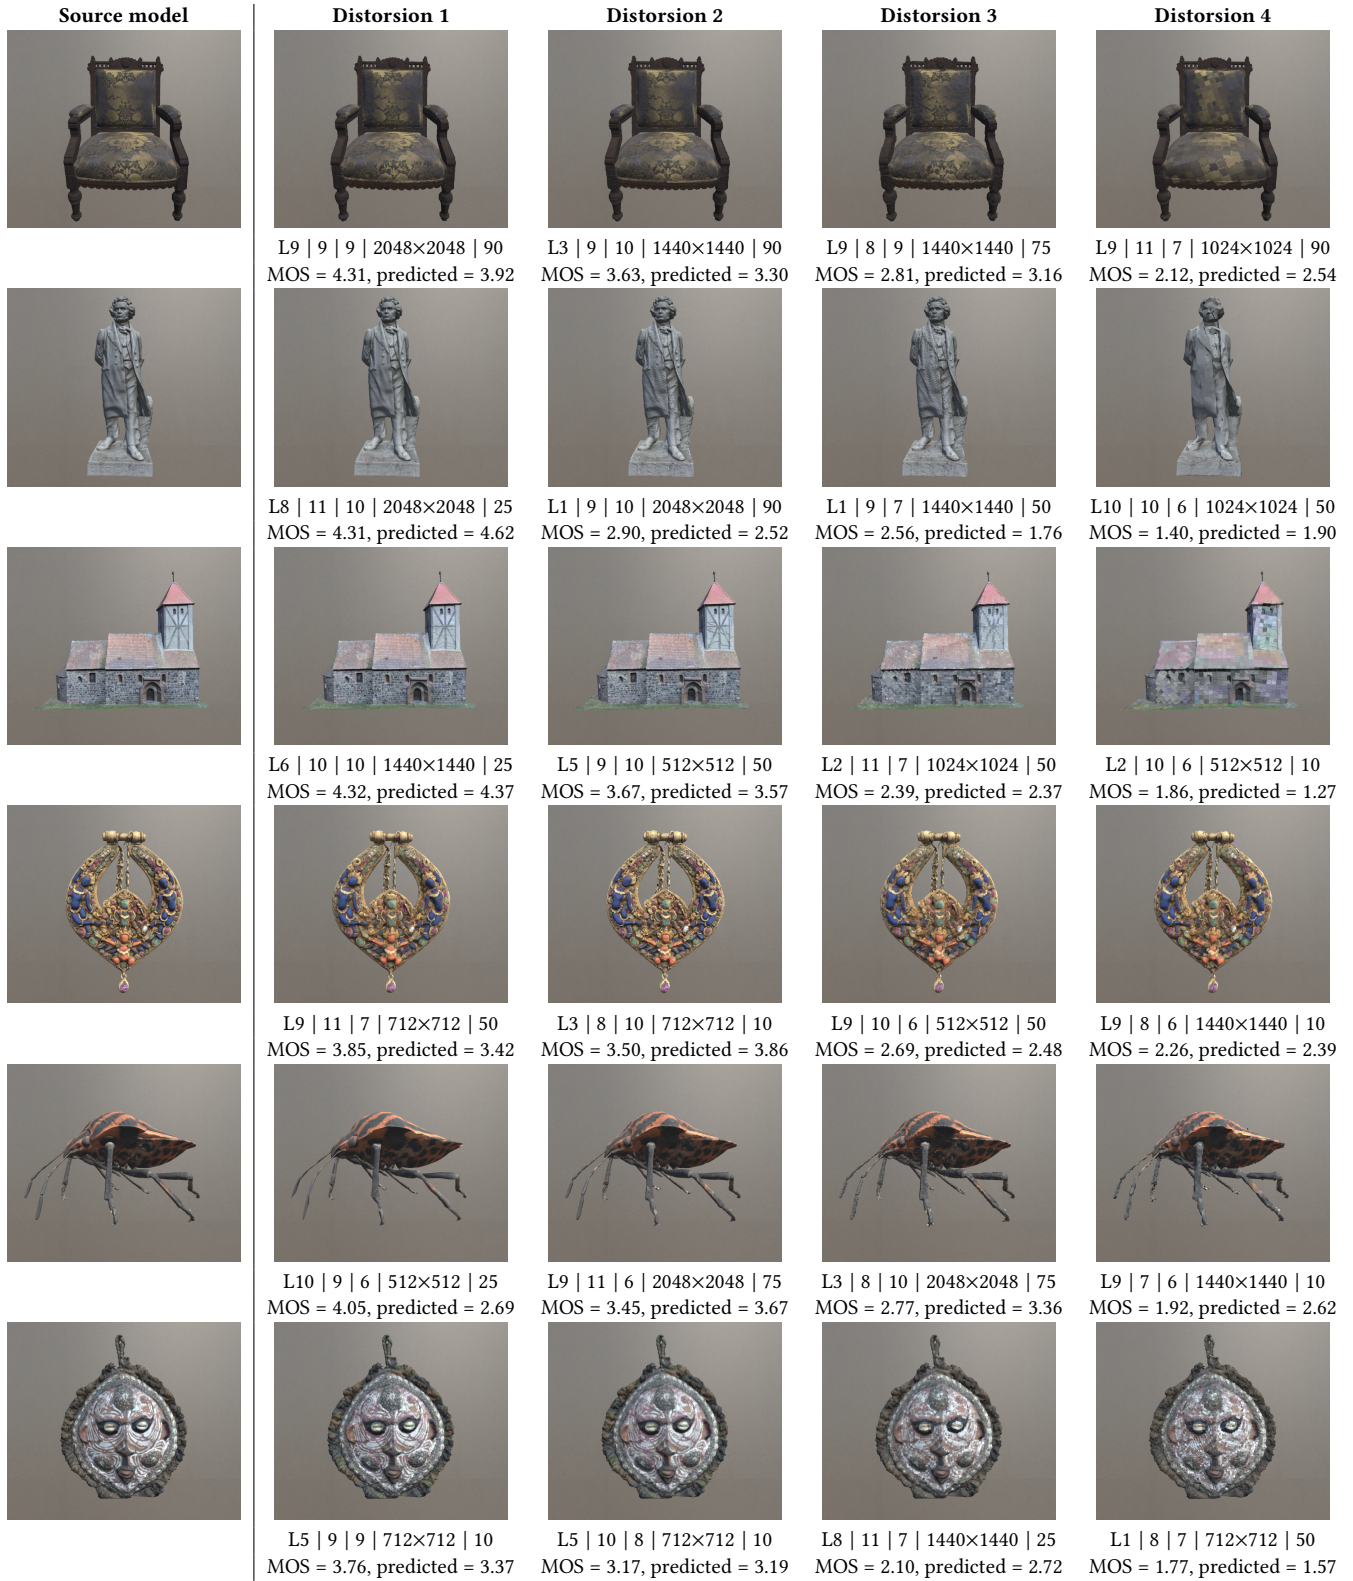 Source model Distorsion 1 Distorsion 2 Distorsion 3 Distorsion 4
L9 | 9 | 9 | 2048×2048 | 90 L3 | 9 | 10 | 1440×1440 | 90 L9 | 8 | 9 | 1440×1440 | 75 L9 | 11 | 7 | 1024×1024 | 90
MOS = 4.31, predicted = 3.92 MOS = 3.63, predicted = 3.30 MOS = 2.81, predicted = 3.16 MOS = 2.12, predicted = 2.54
L8 | 11 | 10 | 2048×2048 | 25 L1 | 9 | 10 | 2048×2048 | 90 L1 | 9 | 7 | 1440×1440 | 50 L10 | 10 | 6 | 1024×1024 | 50
MOS = 4.31, predicted = 4.62 MOS = 2.90, predicted = 2.52 MOS = 2.56, predicted = 1.76 MOS = 1.40, predicted = 1.90
L6 | 10 | 10 | 1440×1440 | 25 L5 | 9 | 10 | 512×512 | 50 L2 | 11 | 7 | 1024×1024 | 50 L2 | 10 | 6 | 512×512 | 10
MOS = 4.32, predicted = 4.37 MOS = 3.67, predicted = 3.57 MOS = 2.39, predicted = 2.37 MOS = 1.86, predicted = 1.27
L9 | 11 | 7 | 712×712 | 50 L3 | 8 | 10 | 712×712 | 10 L9 | 10 | 6 | 512×512 | 50 L9 | 8 | 6 | 1440×1440 | 10
MOS = 3.85, predicted = 3.42 MOS = 3.50, predicted = 3.86 MOS = 2.69, predicted = 2.48 MOS = 2.26, predicted = 2.39
L10 | 9 | 6 | 512×512 | 25 L9 | 11 | 6 | 2048×2048 | 75 L3 | 8 | 10 | 2048×2048 | 75 L9 | 7 | 6 | 1440×1440 | 10
MOS = 4.05, predicted = 2.69 MOS = 3.45, predicted = 3.67 MOS = 2.77, predicted = 3.36 MOS = 1.92, predicted = 2.62
L5 | 9 | 9 | 712×712 | 10 L5 | 10 | 8 | 712×712 | 10 L8 | 11 | 7 | 1440×1440 | 25 L1 | 8 | 7 | 712×712 | 50
MOS = 3.76, predicted = 3.37 MOS = 3.17, predicted = 3.19 MOS = 2.10, predicted = 2.72 MOS = 1.77, predicted = 1.57